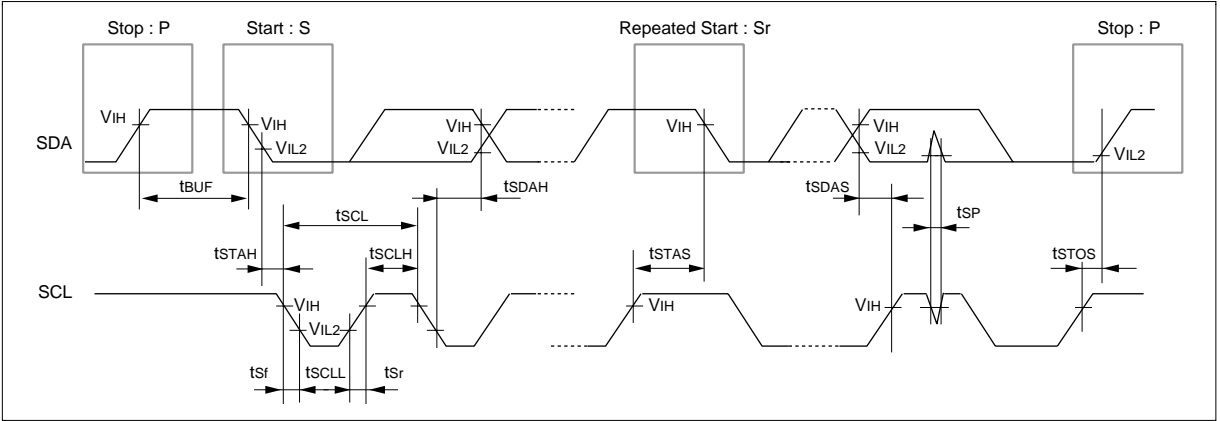 Stop : P
Start : S
Repeated Start : Sr
Stop : P
SDA
VIH
VIH
VIL2
VIH
VIL2
VIH
VIH
VIL2
VIL2
tBUF
tSDAH
tSDAS
tSP
tSCL
tSTAH
tSCLH
tSTAS
tSTOS
SCL
VIH
VIL2
VIH
VIH
tSf
tSCLL
tSr